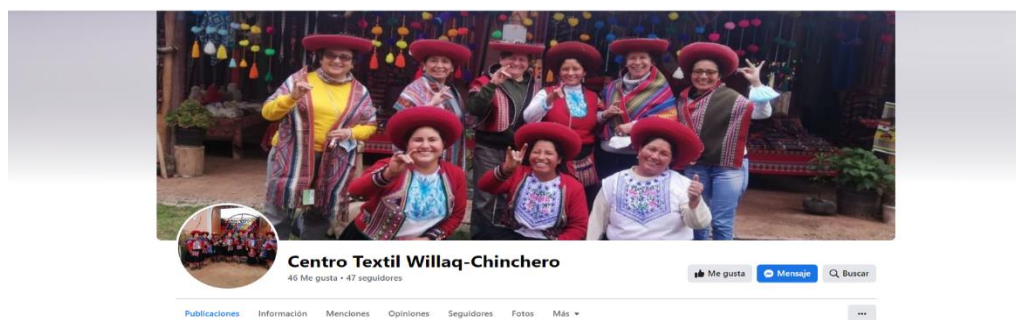 Centro Textil Willaq-Chinchero
46 Me gusta • 47 seguidores
Me gusta
Mensaje
Buscar
Publicaciones Información Menciones Opiniones Seguidores Fotos Más